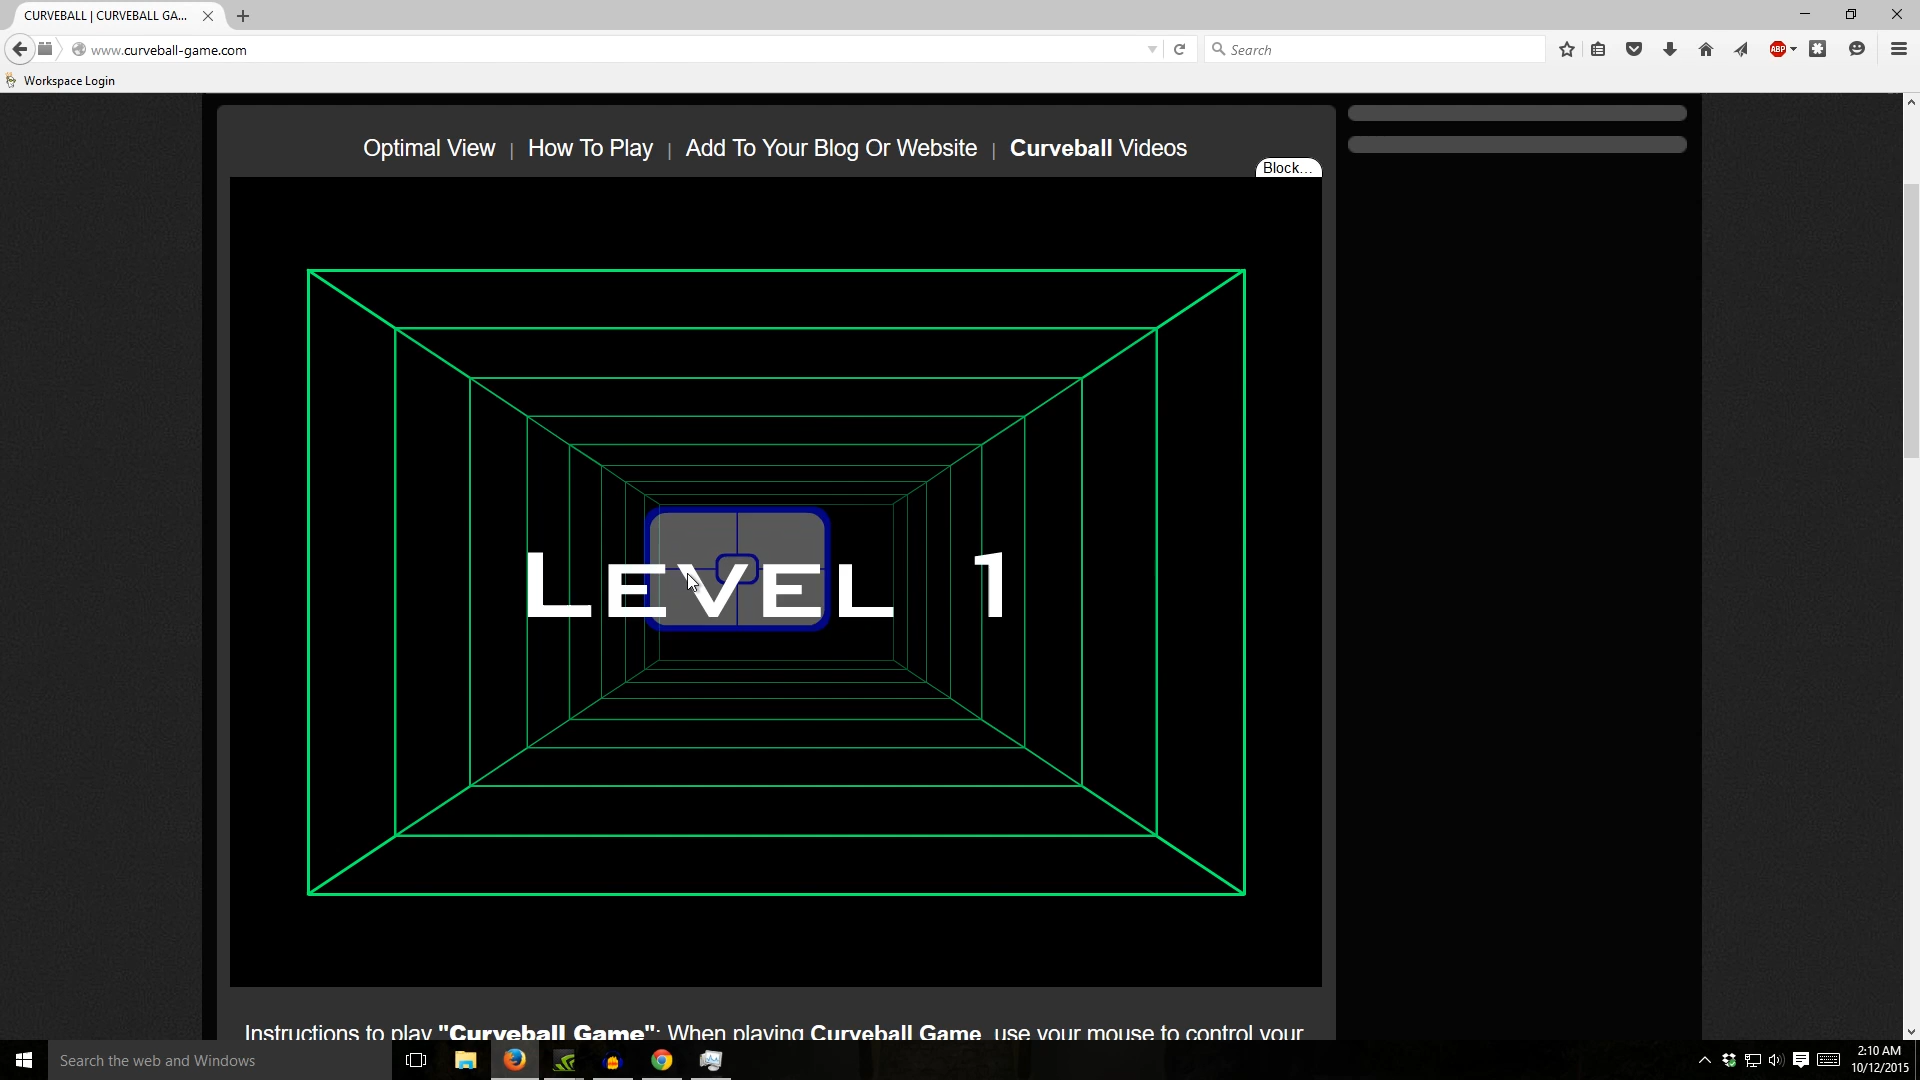 CURVEBALL | CURVEBALL GA...
www.curveball-game.com
Search
ABP
Workspace Login
Optimal View | How To Play | Add To Your Blog Or Website | Curveball Videos
Block...
LEVEL 1
Instructions to play "Curveball Game": When playing Curveball Game, use your mouse to control your
Search the web and Windows
2:10 AM
10/12/2015